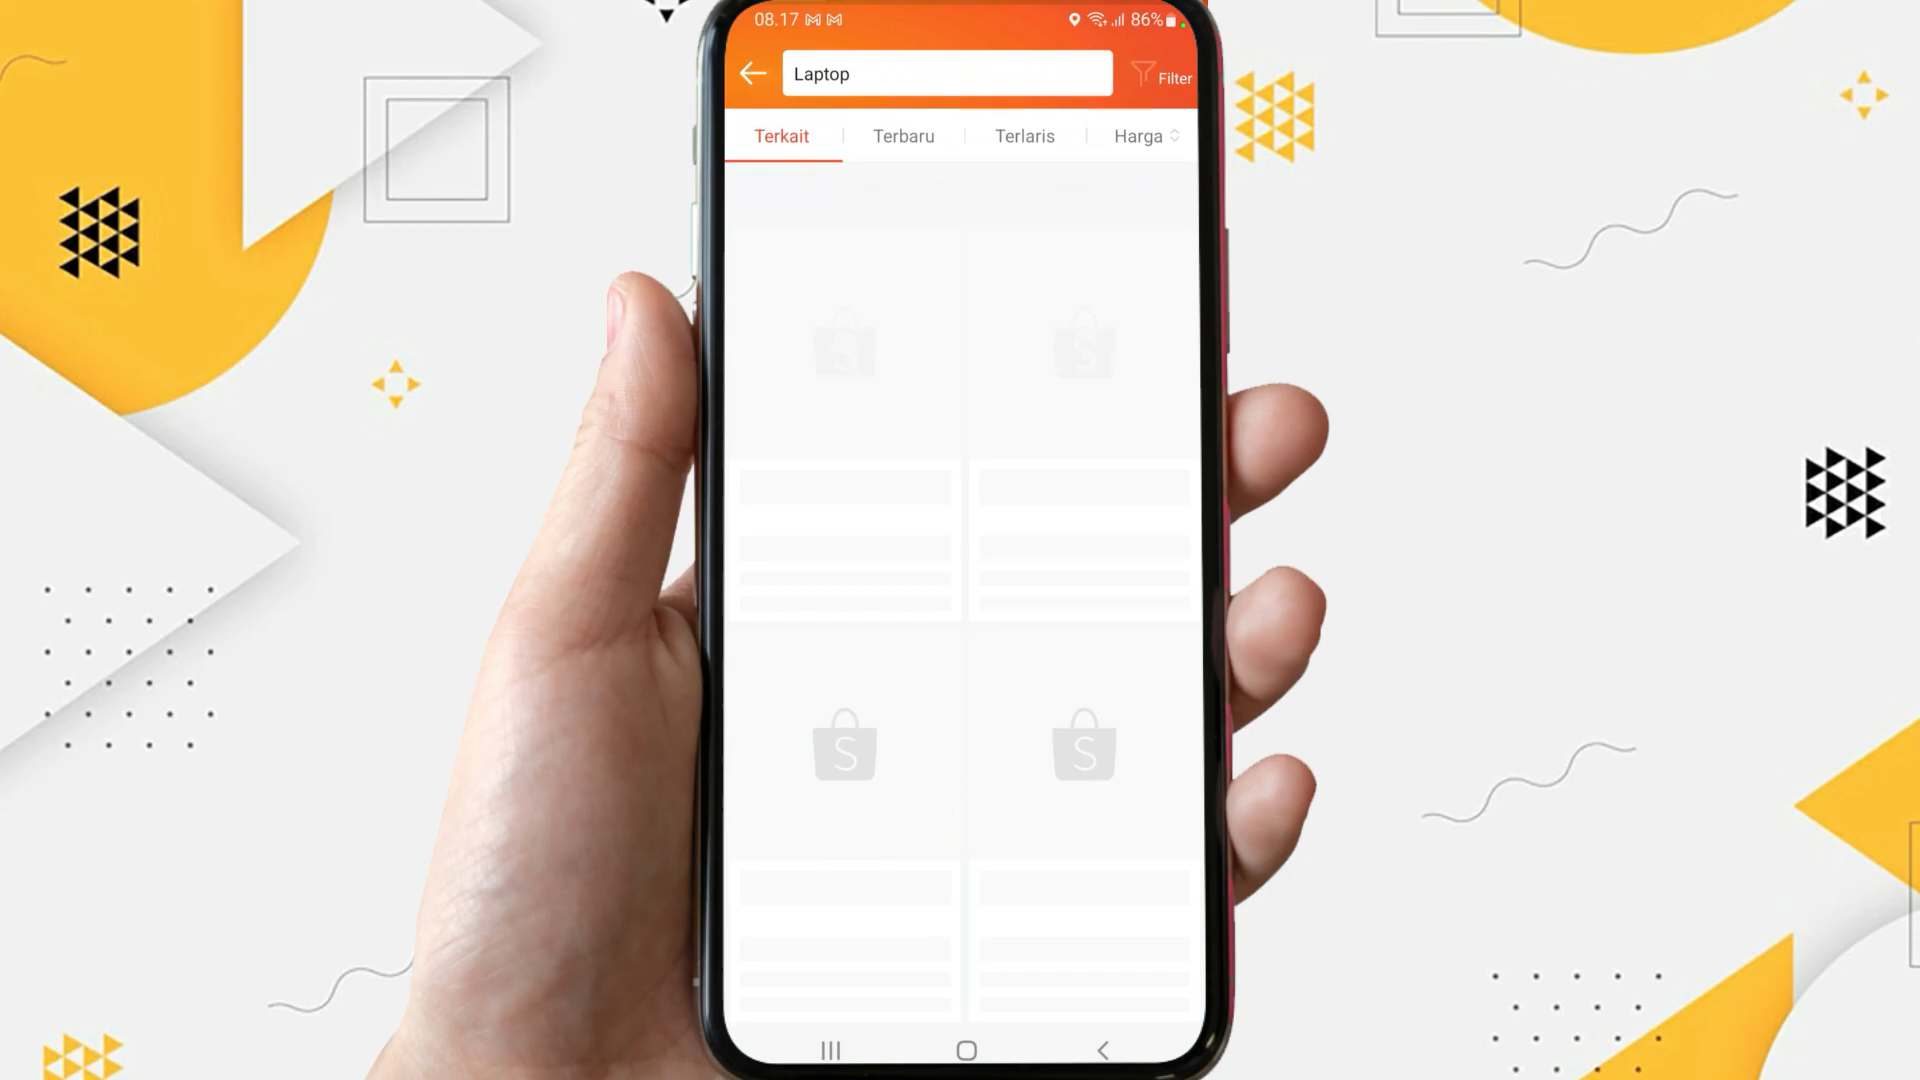 08.17 86%
Laptop Filter
Terkait Terbaru Terlaris Harga
S S
S S